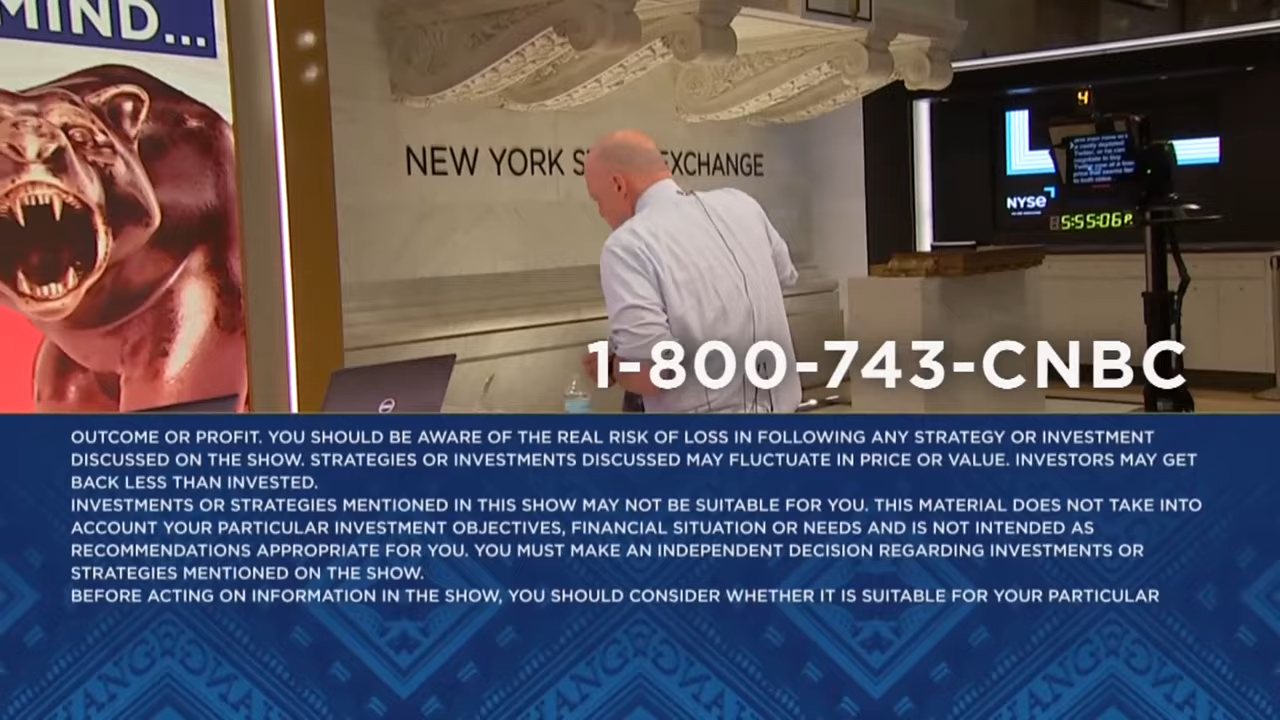 MIND...
NEW YORK S EXCHANGE
4
NYSE
5:55:06
1-800-743-CNBC
DELL
OUTCOME OR PROFIT. YOU SHOULD BE AWARE OF THE REAL RISK OF LOSS IN FOLLOWING ANY STRATEGY OR INVESTMENT
DISCUSSED ON THE SHOW. STRATEGIES OR INVESTMENTS DISCUSSED MAY FLUCTUATE IN PRICE OR VALUE. INVESTORS MAY GET
BACK LESS THAN INVESTED.
INVESTMENTS OR STRATEGIES MENTIONED IN THIS SHOW MAY NOT BE SUITABLE FOR YOU. THIS MATERIAL DOES NOT TAKE INTO
ACCOUNT YOUR PARTICULAR INVESTMENT OBJECTIVES, FINANCIAL SITUATION OR NEEDS AND IS NOT INTENDED AS
RECOMMENDATIONS APPROPRIATE FOR YOU. YOU MUST MAKE AN INDEPENDENT DECISION REGARDING INVESTMENTS OR
STRATEGIES MENTIONED ON THE SHOW.
BEFORE ACTING ON INFORMATION IN THE SHOW, YOU SHOULD CONSIDER WHETHER IT IS SUITABLE FOR YOUR PARTICULAR